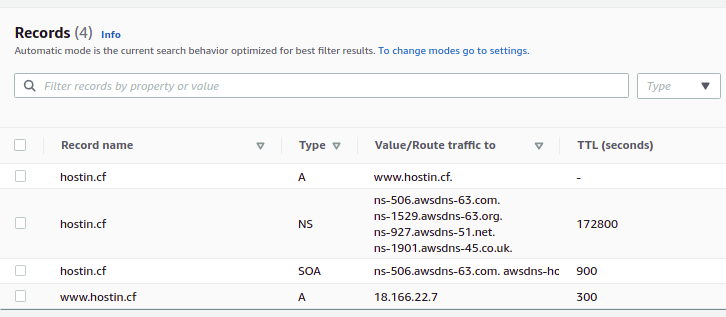 Records (4) Info
Automatic mode is the current search behavior optimized for best filter results. To change modes go to settings.
Filter records by property or value
Type
Record name Type Value/Route traffic to TTL (seconds)
hostin.cf A www.hostin.cf. -
ns-506.awsdns-63.com.
ns-1529.awsdns-63.org.
hostin.cf NS 172800
ns-927.awsdns-51.net.
ns-1901.awsdns-45.co.uk.
hostin.cf SOA ns-506.awsdns-63.com. awsdns-ho 900
www.hostin.cf A 18.166.22.7 300